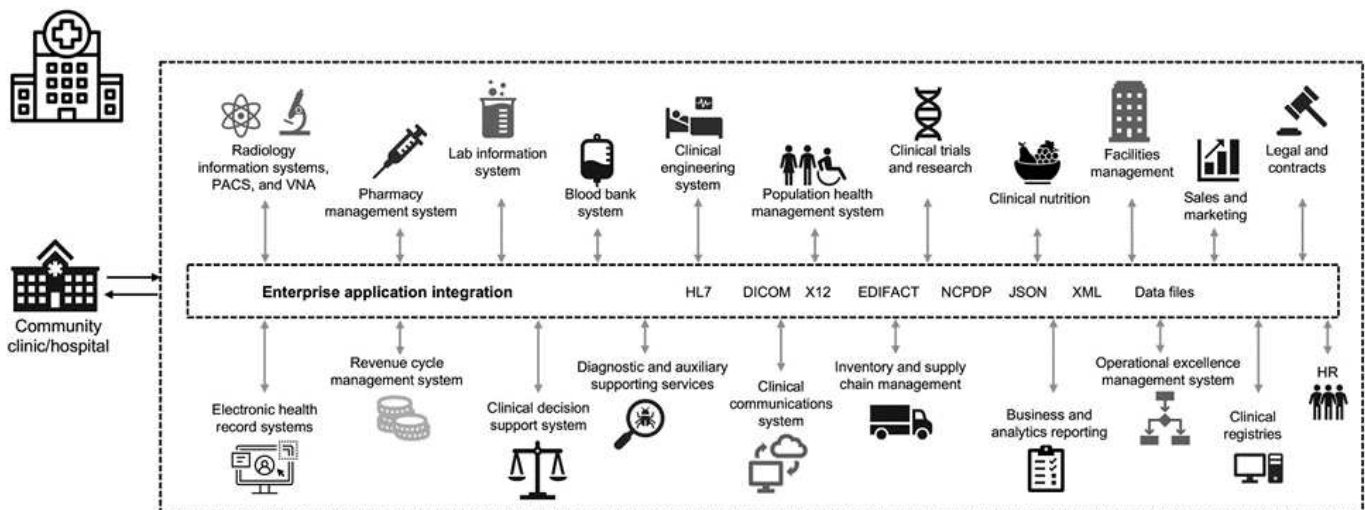 Radiology
information systems,
PACS, and VNA
Pharmacy
management system
Lab information
system
Blood bank
system
Clinical
engineering
system
Population health
management system
Clinical trials
and research
Clinical nutrition
Facilities
management
Sales and
marketing
Legal and
contracts
Community
clinic/hospital
Enterprise application integration HL7 DICOM X12 EDIFACT NCPDP JSON XML Data files
Electronic health
record systems
Revenue cycle
management system
Clinical decision
support system
Diagnostic and auxiliary
supporting services
Clinical
communications
system
Inventory and supply
chain management
Business and
analytics reporting
Operational excellence
management system
Clinical
registries
HR